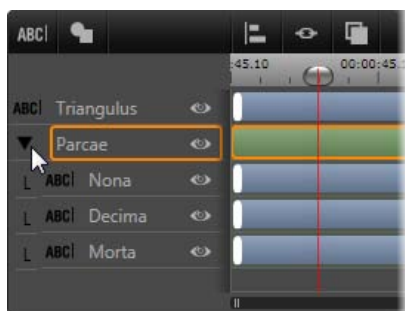 ABC
:45.10 00:00:45.
ABC Triangulus
Parcae
ABC Nona
ABC Decima
ABC Morta